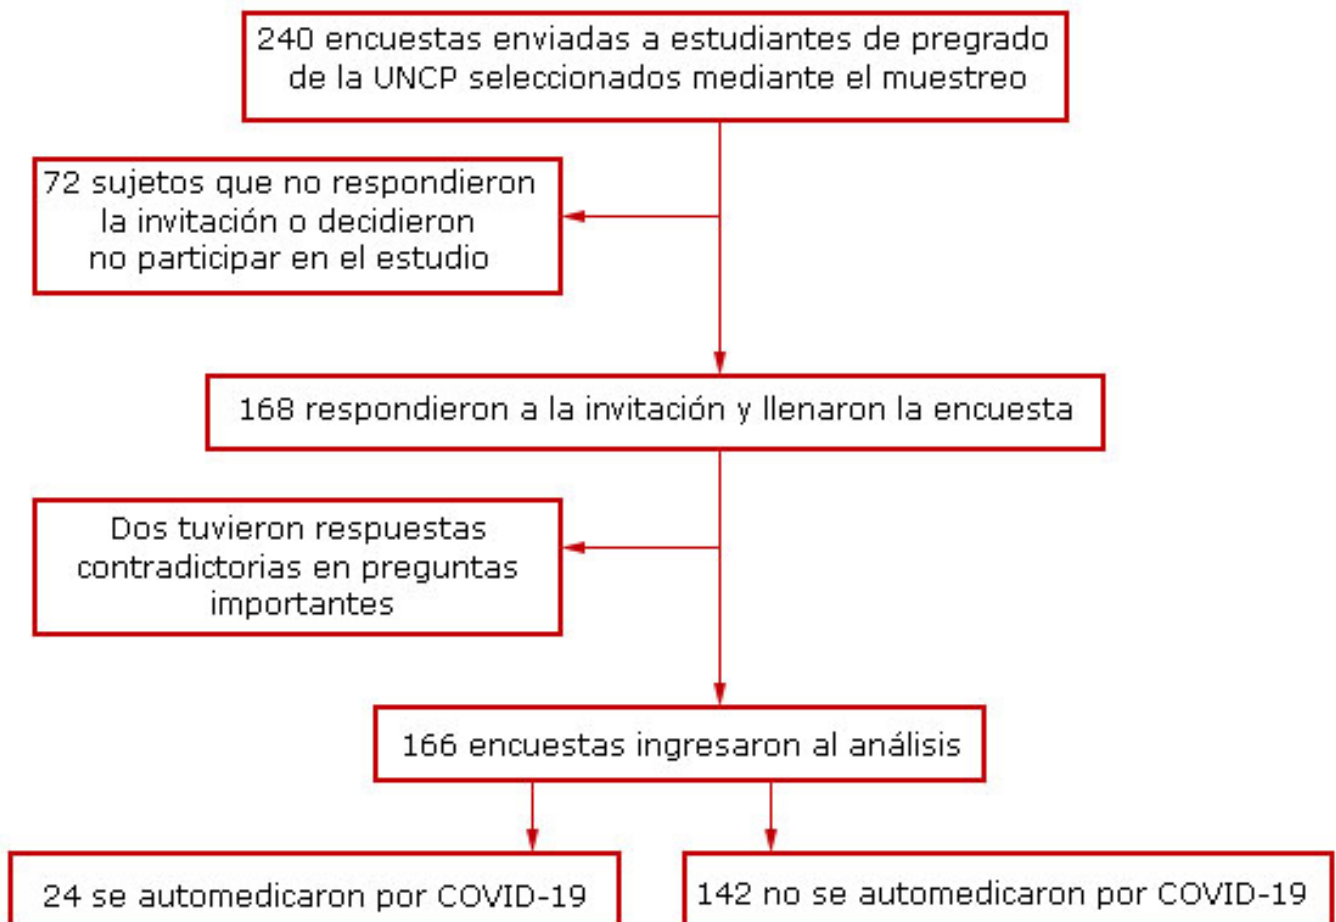 240 encuestas enviadas a estudiantes de pregrado
de la UNCP seleccionados mediante el muestreo
72 sujetos que no respondieron
la invitación o decidieron
no participar en el estudio
168 respondieron a la invitación y llenaron la encuesta
Dos tuvieron respuestas
contradictorias en preguntas
importantes
166 encuestas ingresaron al análisis
24 se automedicaron por COVID-19
142 no se automedicaron por COVID-19